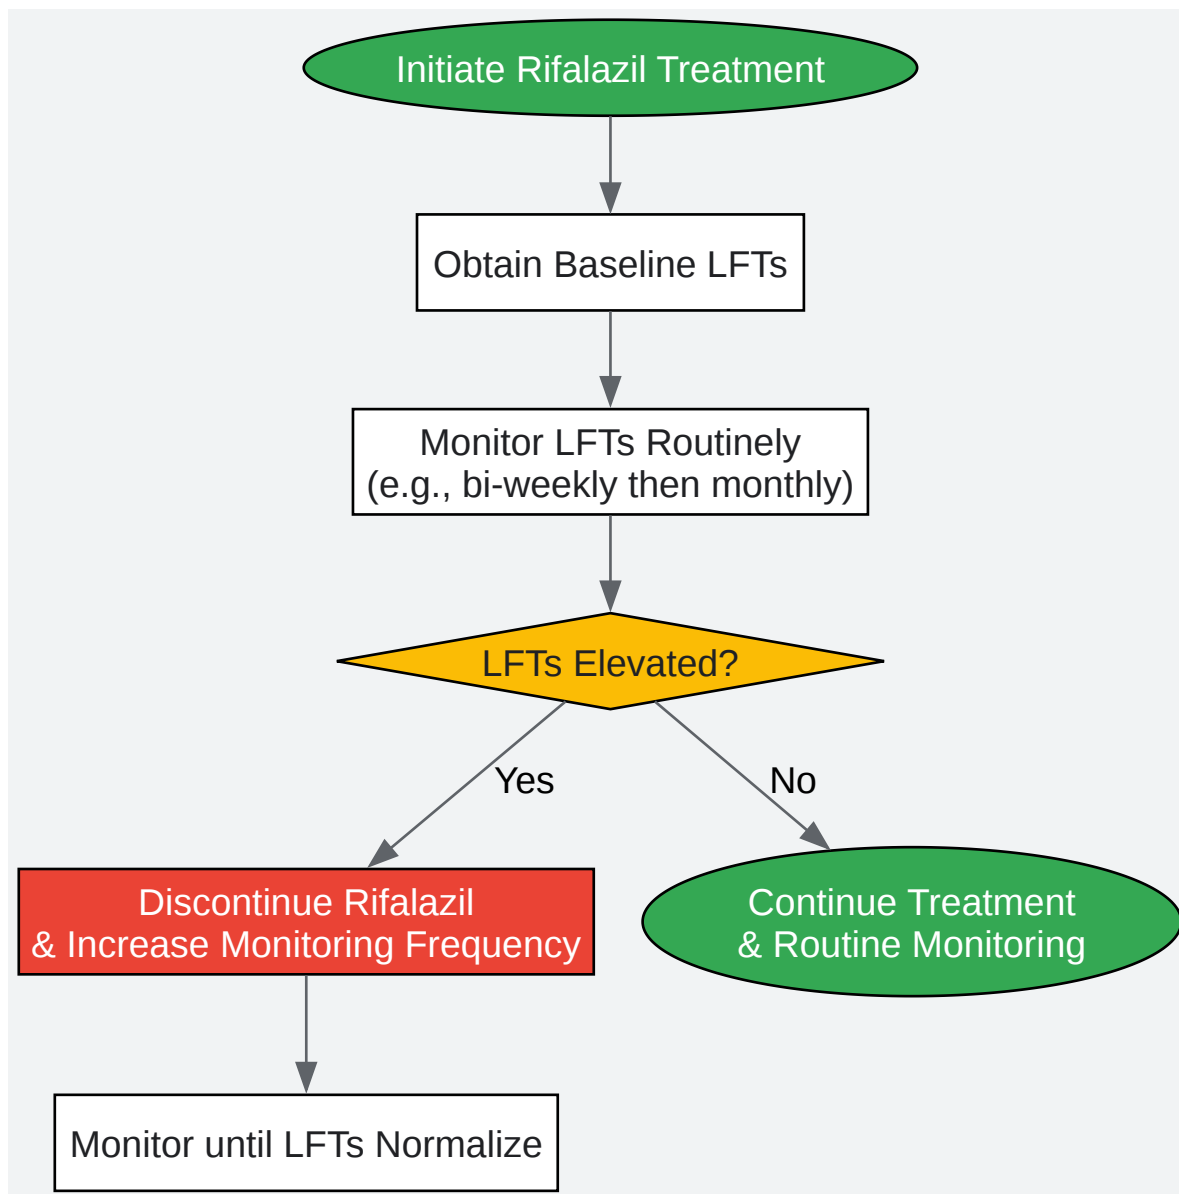 Initiate Rifalazil Treatment
Obtain Baseline LFTs
Monitor LFTs Routinely
(e.g., bi-weekly then monthly)
LFTs Elevated?
Yes
No
Discontinue Rifalazil
& Increase Monitoring Frequency
Continue Treatment
& Routine Monitoring
Monitor until LFTs Normalize